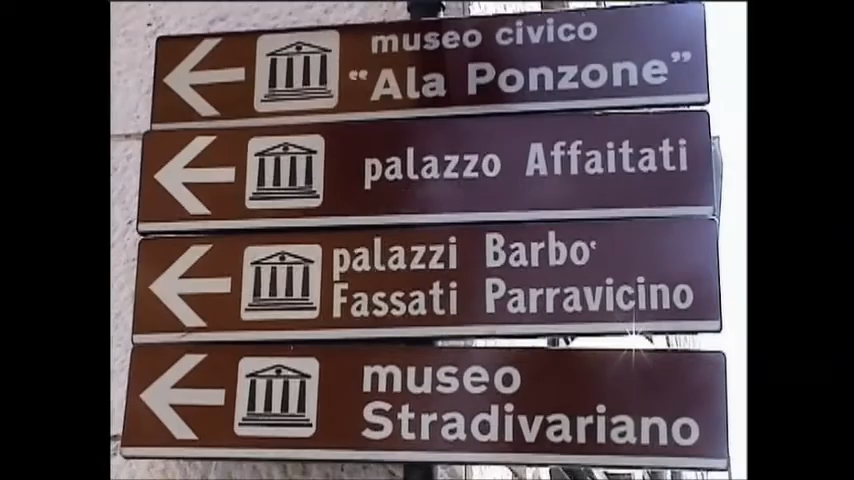 museo civico
"Ala Ponzone"
palazzo Affaitati
palazzi Barbo'
Fassati Parravicino
museo
Stradivariano